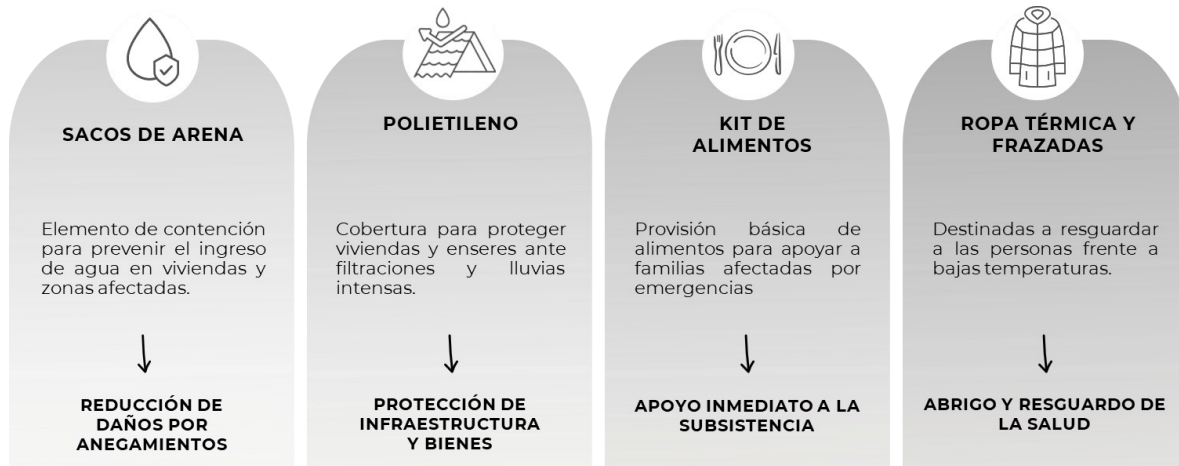 SACOS DE ARENA
Elemento de contención
para prevenir el ingreso
de agua en viviendas y
zonas afectadas.
REDUCCIÓN DE
DAÑOS POR
ANEGAMIENTOS
POLIETILENO
Cobertura para proteger
viviendas y enseres ante
filtraciones y lluvias
intensas.
PROTECCIÓN DE
INFRAESTRUCTURA
Y BIENES
KIT DE
ALIMENTOS
Provisión básica de
alimentos para apoyar a
familias afectadas por
emergencias
APOYO INMEDIATO A LA
SUBSISTENCIA
ROPA TÉRMICA Y
FRAZADAS
Destinadas a resguardar
a las personas frente a
bajas temperaturas.
ABRIGO Y RESGUARDO DE
LA SALUD